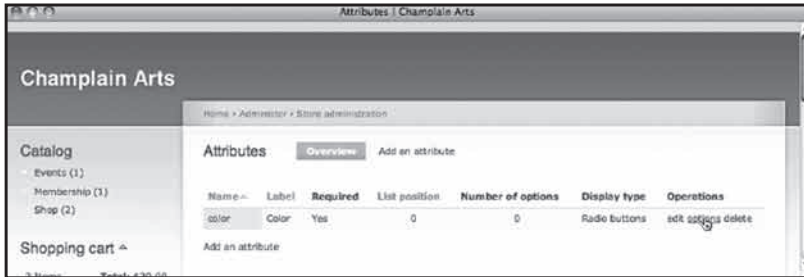 Attributes | Champlain Arts
Champlain Arts
Home › Administer › Store administration
Catalog
Events (1)
Membership (1)
Shop (2)
Shopping cart
Attributes Overview Add an attribute
Name Label Required List position Number of options Display type Operations
color Color Yes 0 0 Radio buttons edit options delete
Add an attribute